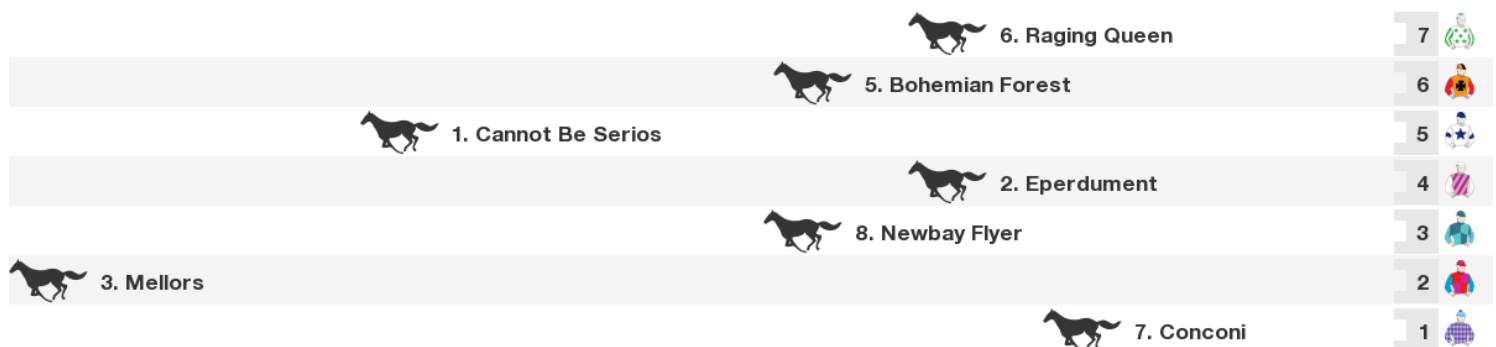 6. Raging Queen 7
5. Bohemian Forest 6
1. Cannot Be Serios 5
2. Eperdument 4
8. Newbay Flyer 3
3. Mellors 2
7. Conconi 1